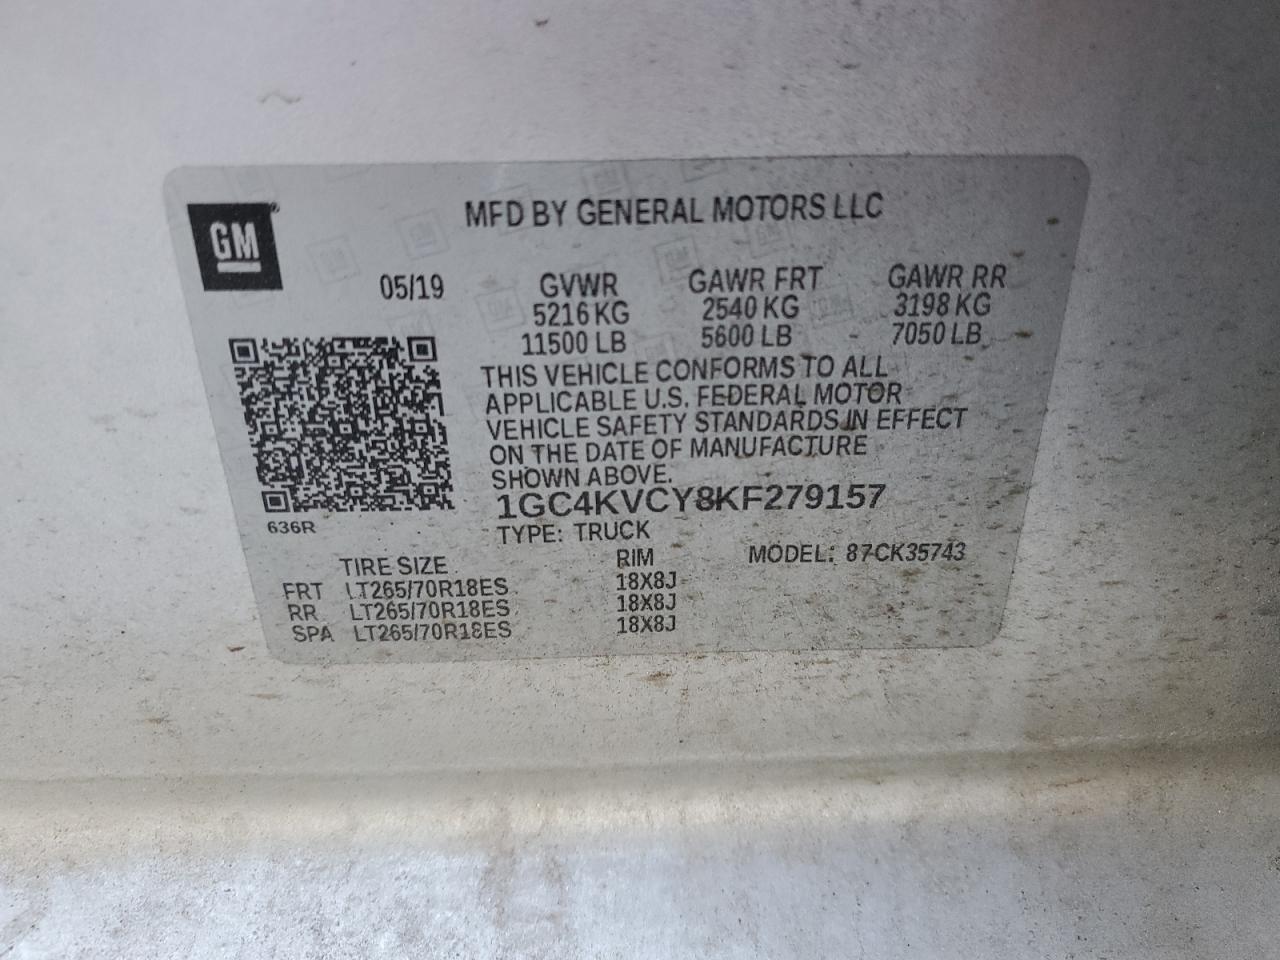 GM
MFD BY GENERAL MOTORS LLC
05/19 GVWR GAWR FRT GAWR RR
5216 KG 2540 KG 3198 KG
11500 LB 5600 LB 7050 LB
THIS VEHICLE CONFORMS TO ALL
APPLICABLE U.S. FEDERAL MOTOR
VEHICLE SAFETY STANDARDS IN EFFECT
ON THE DATE OF MANUFACTURE
SHOWN ABOVE.
1GC4KVCY8KF279157
636R
TYPE: TRUCK
TIRE SIZE RIM MODEL: 87CK35743
FRT LT265/70R18ES 18X8J
RR LT265/70R18ES 18X8J
SPA LT265/70R18ES 18X8J